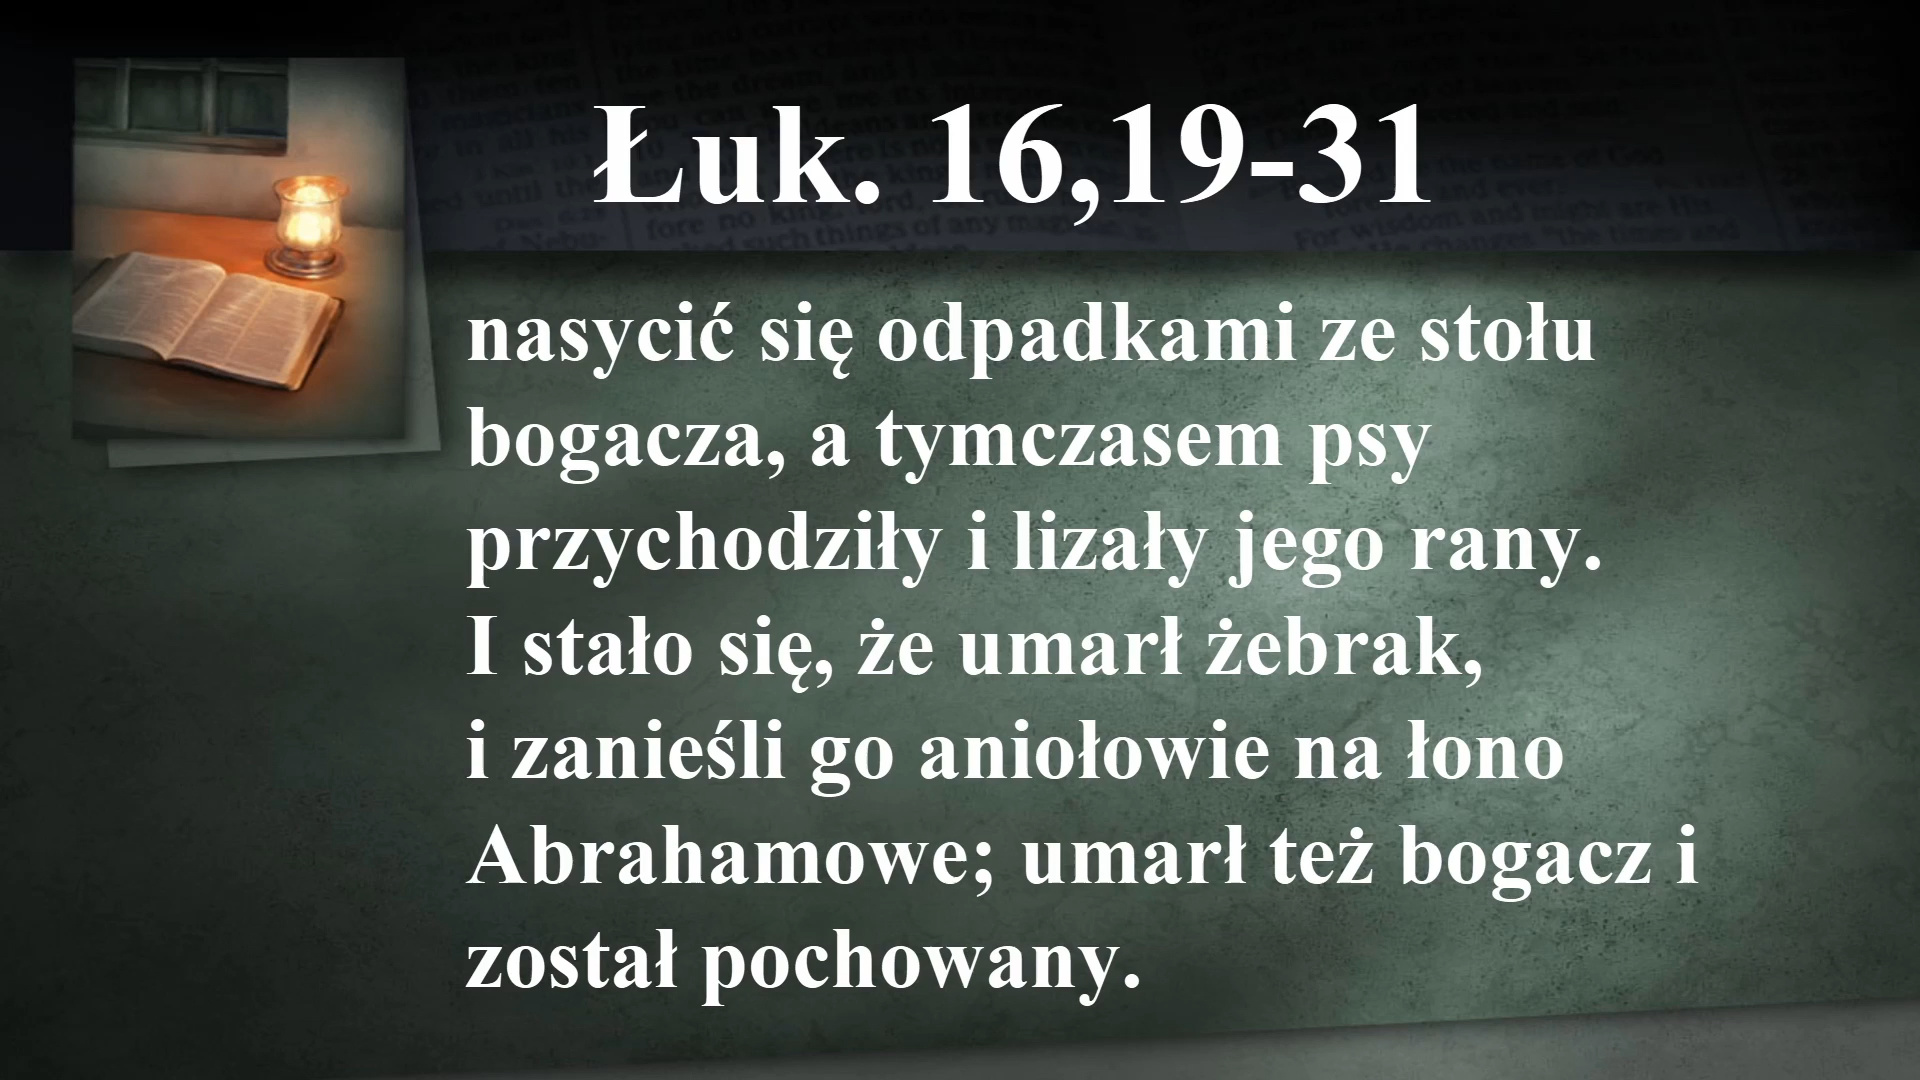 Łuk. 16,19-31
nasycić się odpadkami ze stołu
bogacza, a tymczasem psy
przychodziły i lizały jego rany.
I stało się, że umarł żebrak,
i zanieśli go aniołowie na łono
Abrahamowe; umarł też bogacz i
został pochowany.